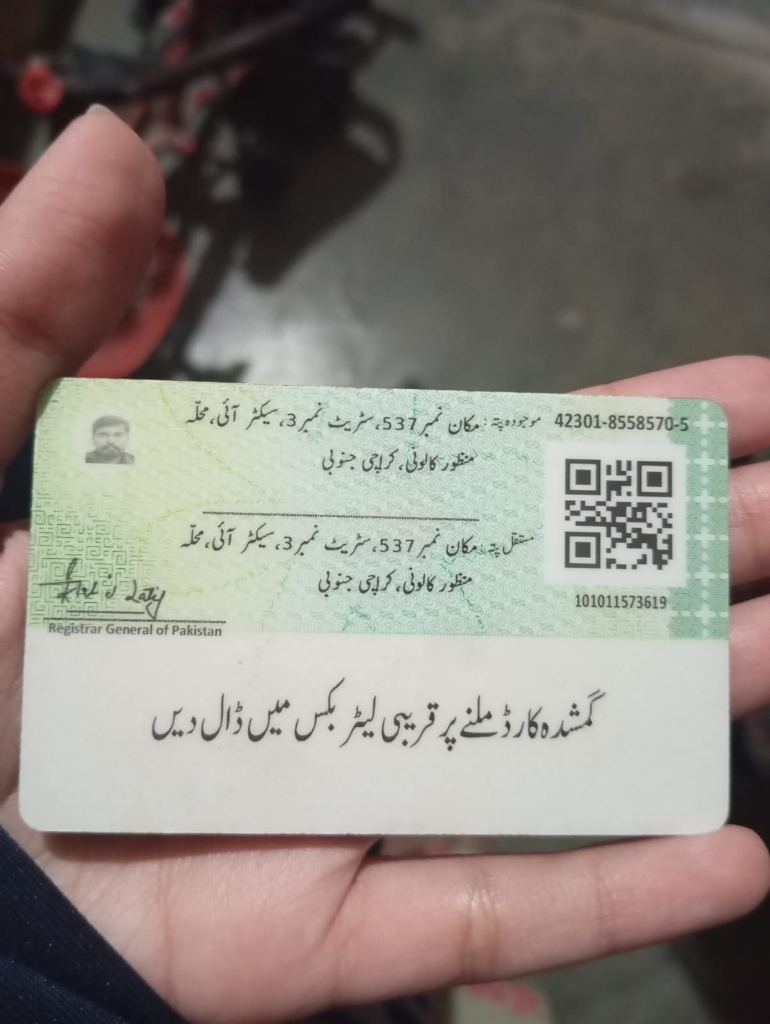 موجودہ پتہ: مکان نمبر 537، سٹریٹ نمبر 3، سیکٹر آئی، محلّہ
منظور کالونی، کراچی جنوبی
42301-8558570-5
مستقل پتہ: مکان نمبر 537، سٹریٹ نمبر 3، سیکٹر آئی، محلّہ
منظور کالونی، کراچی جنوبی
101011573619
Registrar General of Pakistan
گمشدہ کارڈ ملنے پر قریبی لیٹر بکس میں ڈال دیں